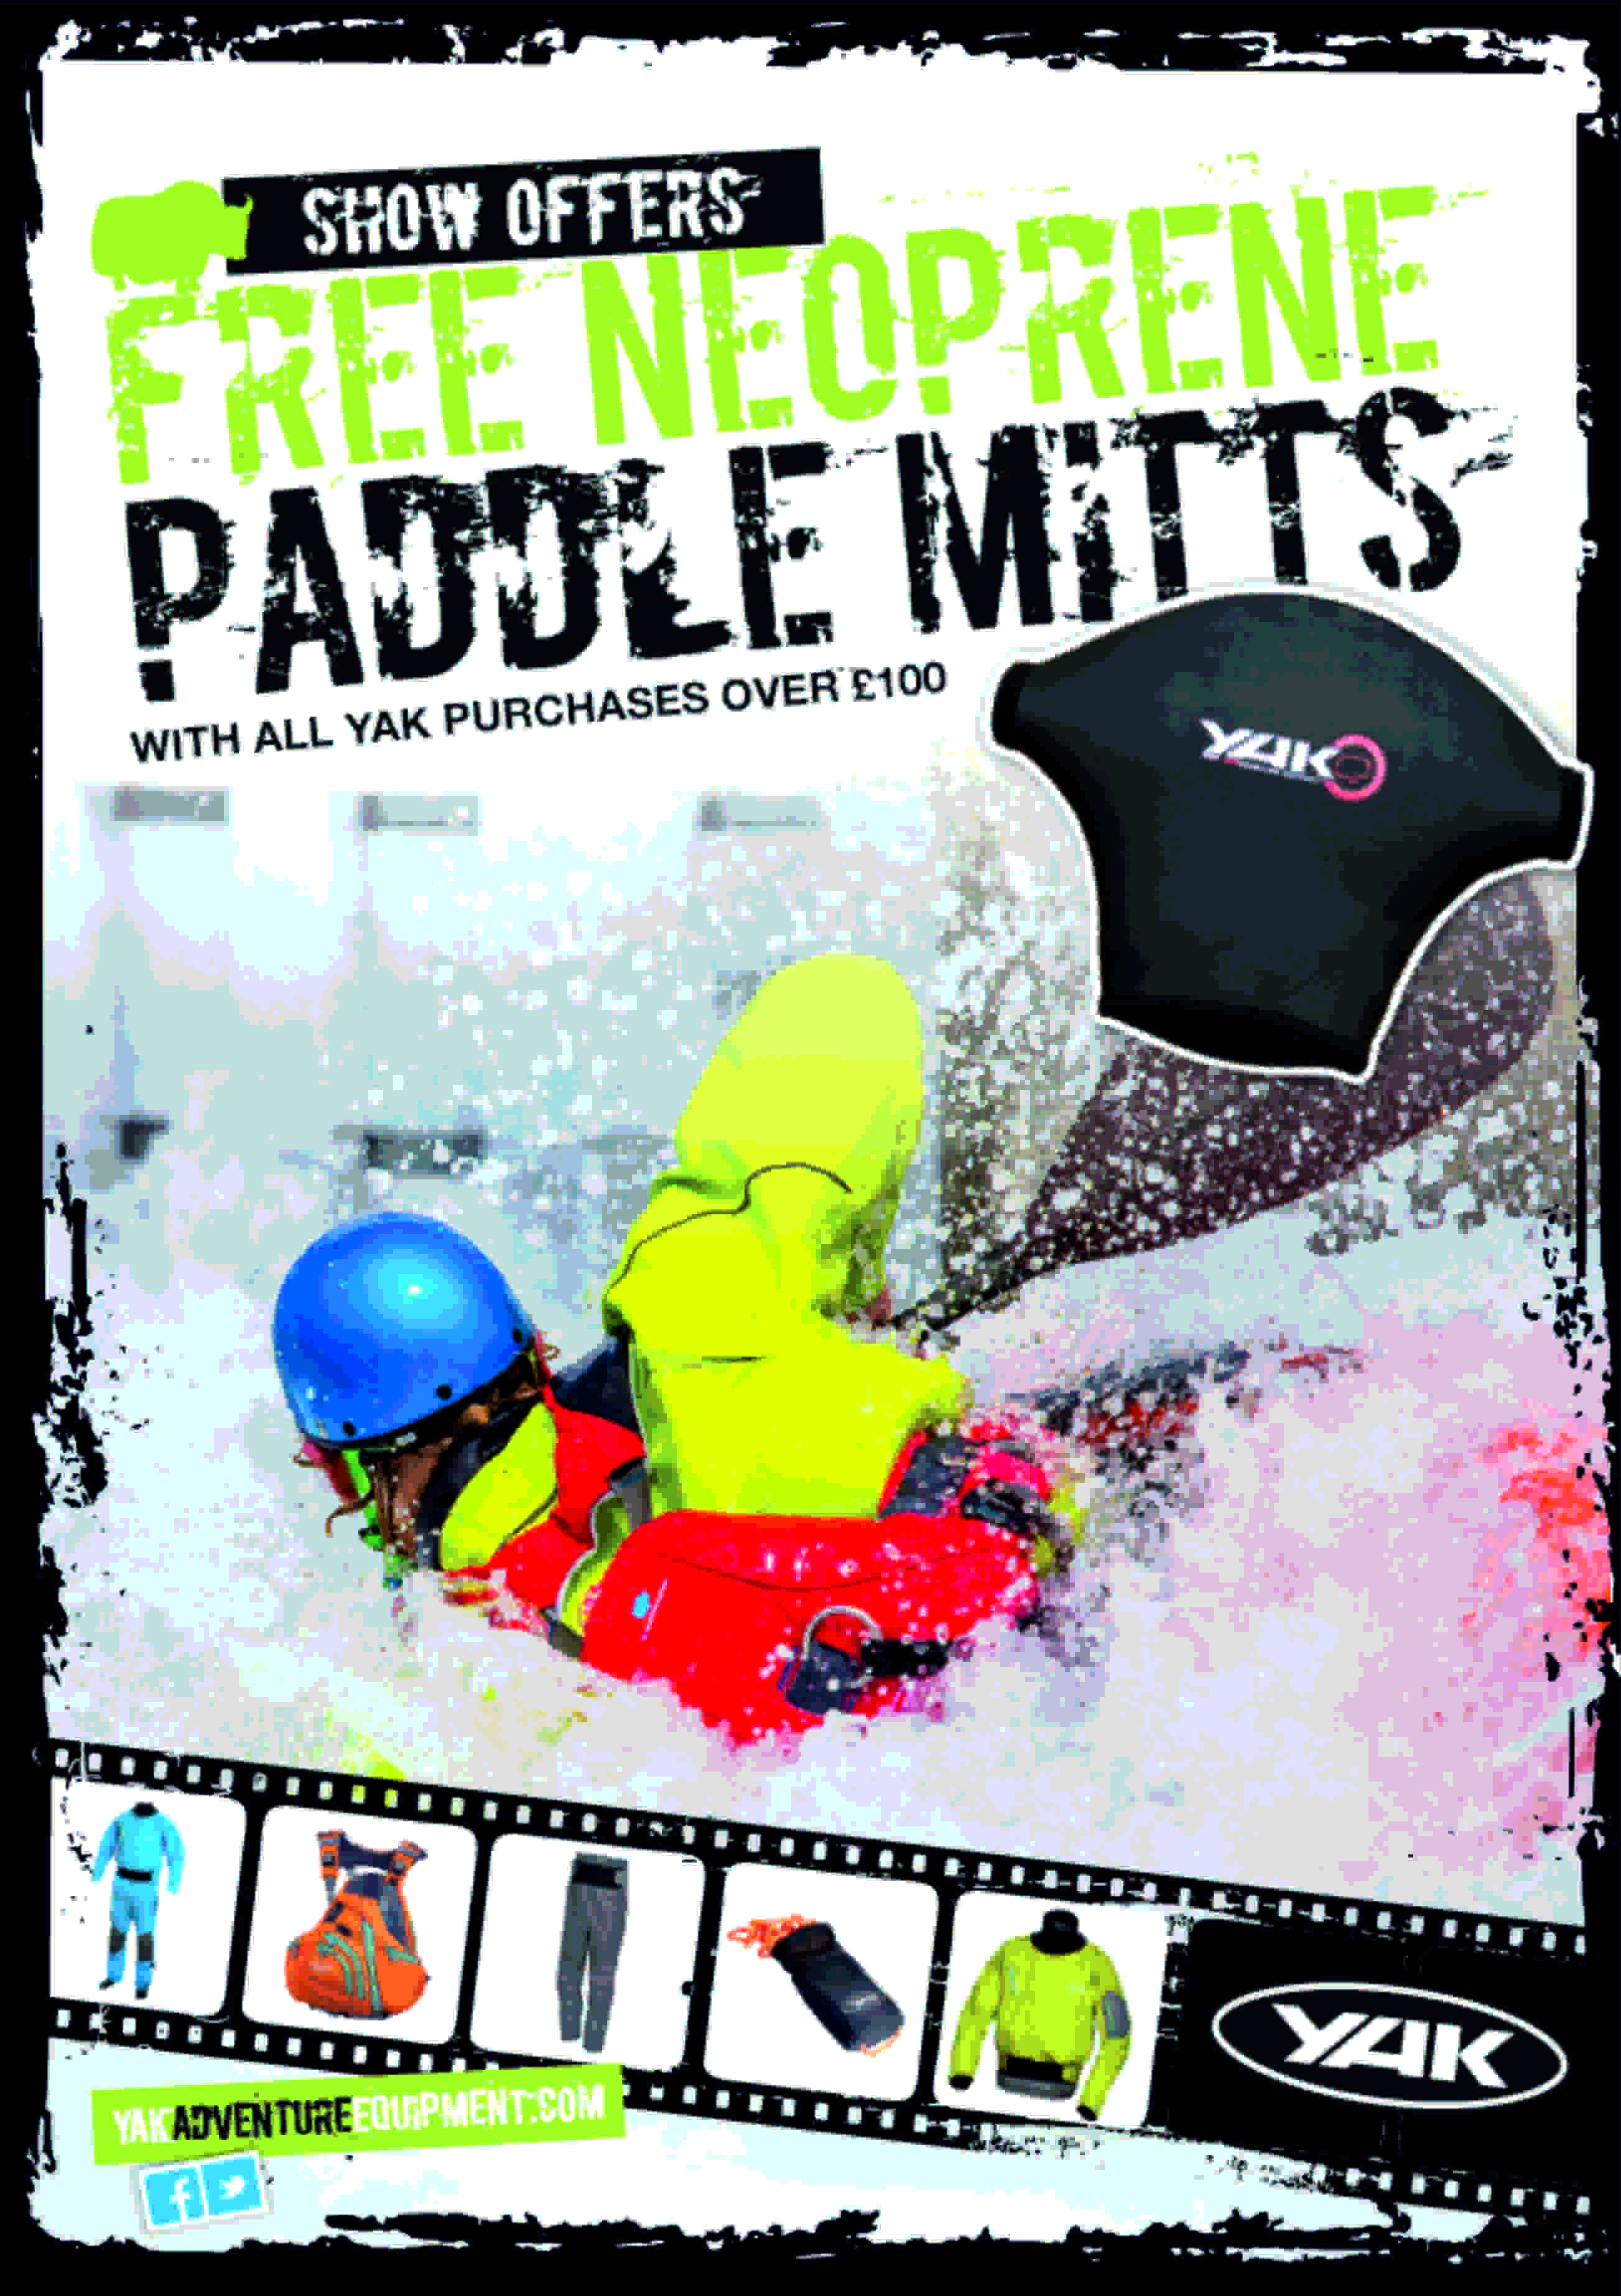 SHOW OFFERS
FREE NEOPRENE
PADDLE MITTS
WITH ALL YAK PURCHASES OVER £100
YAK
YAK
YAKADVENTUREEQUIPMENT.COM